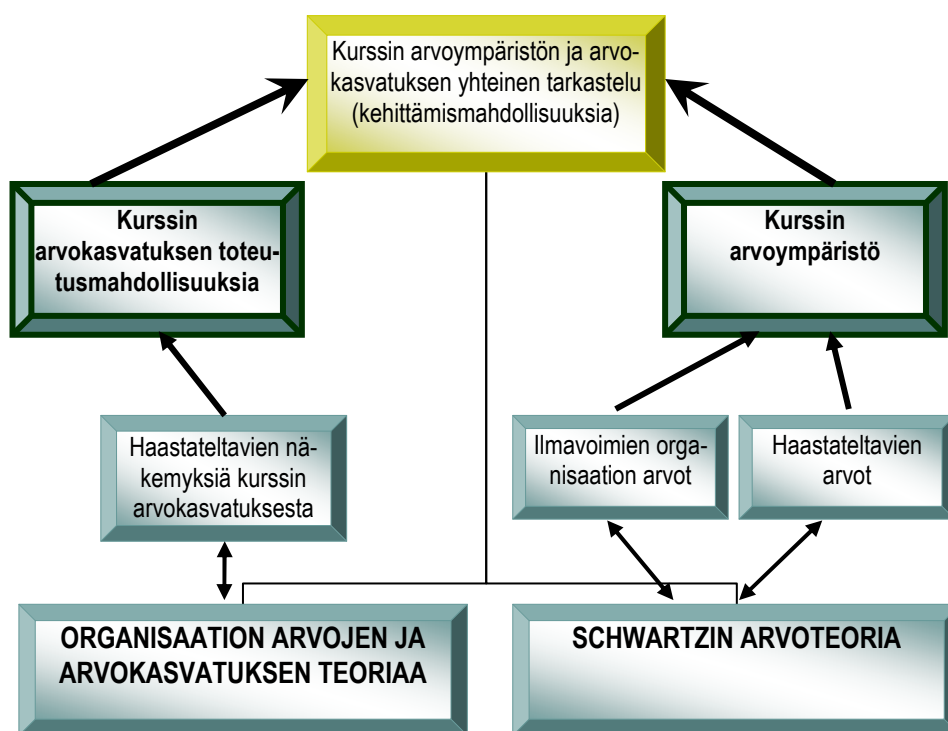 Kurssin arvoympäristön ja arvo-
kasvatuksen yhteinen tarkastelu
(kehittämismahdollisuuksia)
Kurssin
arvokasvatuksen toteu-
tusmahdollisuuksia
Kurssin
arvoympäristö
Haastateltavien nä-
kemyksiä kurssin
arvokasvatuksesta
Ilmavoimien orga-
nisaation arvot
Haastateltavien
arvot
ORGANISAATION ARVOJEN JA
ARVOKASVATUKSEN TEORIAA
SCHWARTZIN ARVOTEORIA